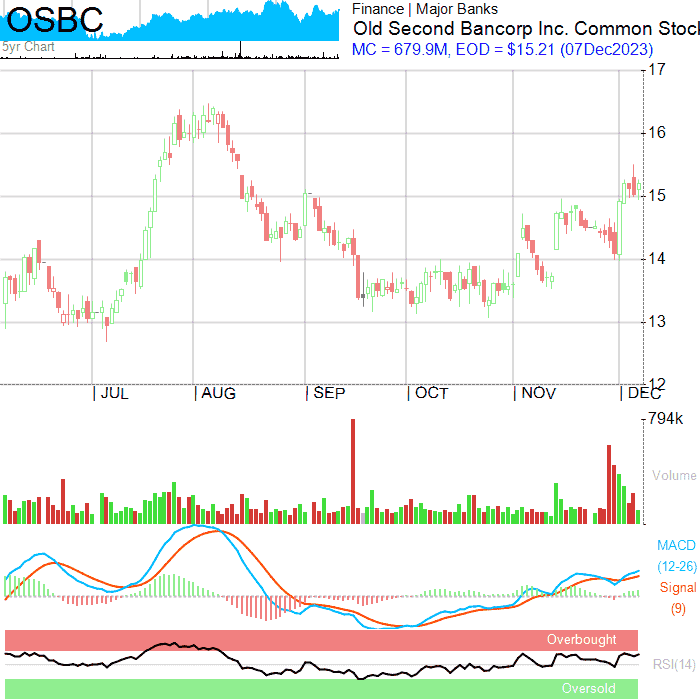 OSBC
5yr Chart
Finance | Major Banks
Old Second Bancorp Inc. Common Stoc
MC = 679.9M, EOD = $15.21 (07Dec2023)
17
16
15
14
13
12
JUL AUG SEP OCT NOV DEC
794k
Volume
MACD
(12-26)
Signal
(9)
Overbought
RSI(14)
Oversold